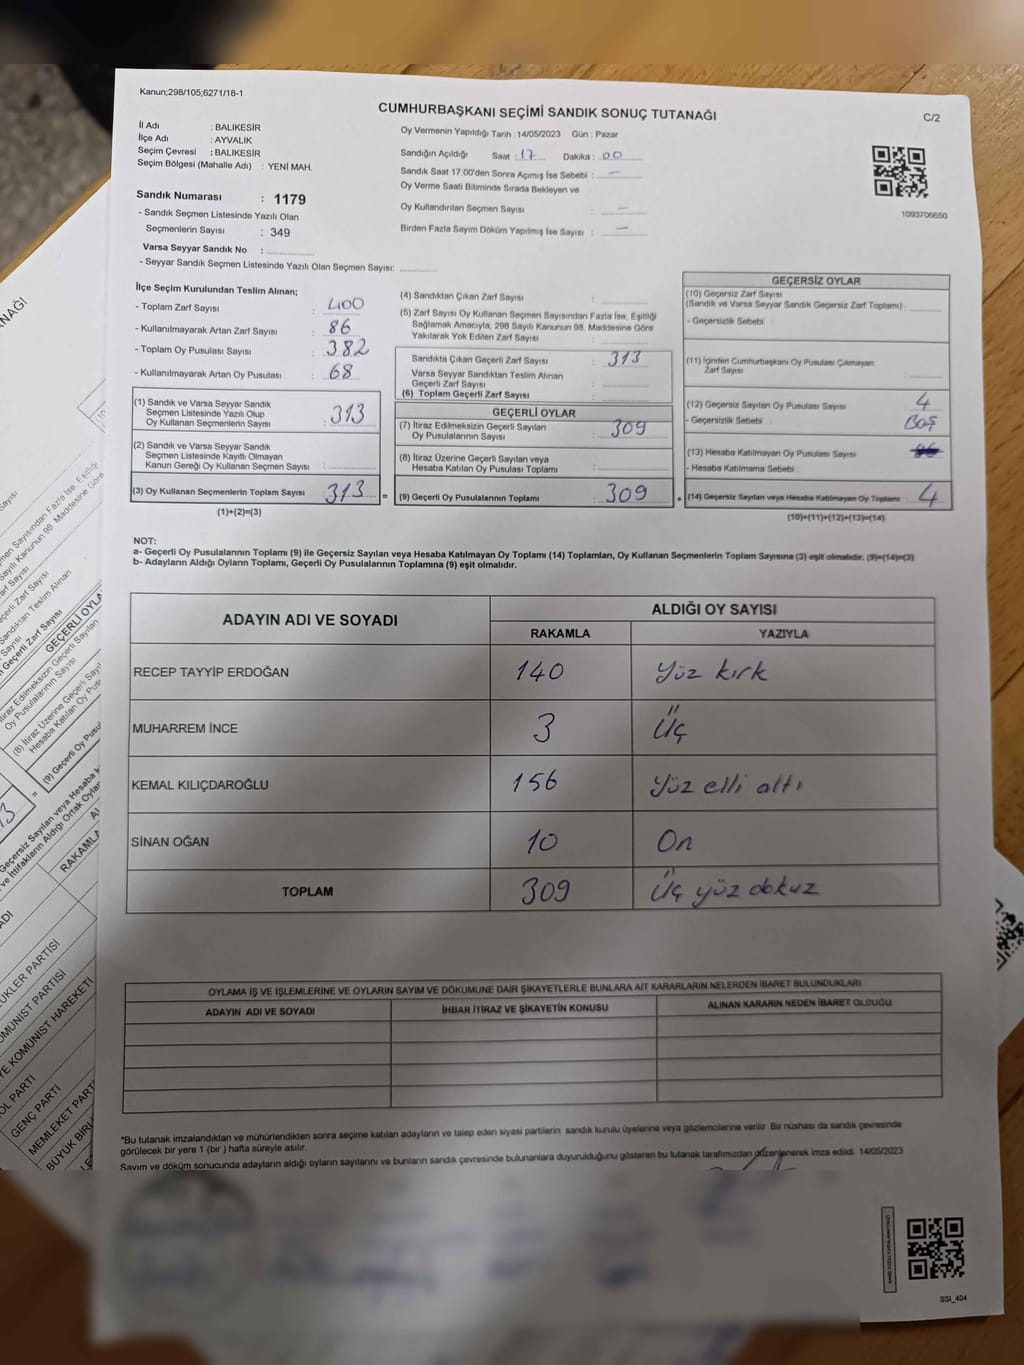 Kanun;298/105;6271/18-1
CUMHURBAŞKANI SEÇİMİ SANDIK SONUÇ TUTANAĞI
C/2
İl Adı : BALIKESİR
İlçe Adı : AYVALIK
Seçim Çevresi : BALIKESİR
Seçim Bölgesi (Mahalle Adı) : YENİ MAH.
Sandık Numarası : 1179
- Sandık Seçmen Listesinde Yazılı Olan
Seçmenlerin Sayısı : 349
Varsa Seyyar Sandık No :
- Seyyar Sandık Seçmen Listesinde Yazılı Olan Seçmen Sayısı:
Oy Vermenin Yapıldığı Tarih :14/05/2023 Gün : Pazar
Sandığın Açıldığı Saat : 17 Dakika : 00
Sandık Saat 17:00'den Sonra Açımış İse Sebebi : —
Oy Verme Saati Bitiminde Sırada Bekleyen ve
Oy Kullandırılan Seçmen Sayısı : —
Birden Fazla Sayım Döküm Yapılmış İse Sayısı : —
1093706650
İlçe Seçim Kurulundan Teslim Alınan;
- Toplam Zarf Sayısı : 400
- Kullanılmayarak Artan Zarf Sayısı : 86
- Toplam Oy Pusulası Sayısı : 382
- Kullanılmayarak Artan Oy Pusulası : 68
(1) Sandık ve Varsa Seyyar Sandık
Seçmen Listesinde Yazılı Olup
Oy Kullanan Seçmenlerin Sayısı : 313
(2) Sandık ve Varsa Seyyar Sandık
Seçmen Listesinde Kayıtlı Olmayan
Kanun Gereği Oy Kullanan Seçmen Sayısı :
(3) Oy Kullanan Seçmenlerin Toplam Sayısı : 313 =
(1)+(2)=(3)
(4) Sandıktan Çıkan Zarf Sayısı :
(5) Zarf Sayısı Oy Kullanan Seçmen Sayısından Fazla İse, Eşitliği
Sağlamak Amacıyla; 298 Sayılı Kanunun 98. Maddesine Göre
Yakılarak Yok Edilen Zarf Sayısı :
Sandıkta Çıkan Geçerli Zarf Sayısı : 313
Varsa Seyyar Sandıktan Teslim Alınan
Geçerli Zarf Sayısı :
(6) Toplam Geçerli Zarf Sayısı :
GEÇERLİ OYLAR
(7) İtiraz Edilmeksizin Geçerli Sayılan
Oy Pusulalarının Sayısı : 309
(8) İtiraz Üzerine Geçerli Sayılan veya
Hesaba Katılan Oy Pusulası Toplamı :
(9) Geçerli Oy Pusulalarının Toplamı : 309 +
GEÇERSİZ OYLAR
(10) Geçersiz Zarf Sayısı
(Sandık ve Varsa Seyyar Sandık Geçersiz Zarf Toplamı) :
- Geçersizlik Sebebi :
(11) İçinden Cumhurbaşkanı Oy Pusulası Çıkmayan
Zarf Sayısı :
(12) Geçersiz Sayılan Oy Pusulası Sayısı : 4
- Geçersizlik Sebebi : BOŞ
(13) Hesaba Katılmayan Oy Pusulası Sayısı
- Hesaba Katılmama Sebebi :
(14) Geçersiz Sayılan veya Hesaba Katılmayan Oy Toplamı : 4
(10)+(11)+(12)+(13)=(14)
NOT:
a- Geçerli Oy Pusulalarının Toplamı (9) ile Geçersiz Sayılan veya Hesaba Katılmayan Oy Toplamı (14) Toplamları, Oy Kullanan Seçmenlerin Toplam Sayısına (3) eşit olmalıdır. (9)+(14)=(3)
b- Adayların Aldığı Oyların Toplamı, Geçerli Oy Pusulalarının Toplamına (9) eşit olmalıdır.
ADAYIN ADI VE SOYADI
ALDIĞI OY SAYISI
RAKAMLA YAZIYLA
RECEP TAYYİP ERDOĞAN 140 Yüz kırk
MUHARREM İNCE 3 Üç
KEMAL KILIÇDAROĞLU 156 Yüz elli altı
SİNAN OĞAN 10 On
TOPLAM 309 Üç yüz dokuz
OYLAMA İŞ VE İŞLEMLERİNE VE OYLARIN SAYIM VE DÖKÜMÜNE DAİR ŞİKAYETLERLE BUNLARA AİT KARARLARIN NELERDEN İBARET BULUNDUKLARI
ADAYIN ADI VE SOYADI İHBAR İTİRAZ VE ŞİKAYETİN KONUSU ALINAN KARARIN NEDEN İBARET OLDUĞU
*Bu tutanak imzalandıktan ve mühürlendikten sonra seçime katılan adayların ve talep eden siyasi partilerin sandık kurulu üyelerine veya gözlemcilerine verilir. Bir nüshası da sandık çevresinde
görülecek bir yere 1 (bir ) hafta süreyle asılır.
Sayım ve döküm sonucunda adayların aldığı oyların sayılarını ve bunların sandık çevresinde bulunanlara duyurulduğunu gösteren bu tutanak tarafımızdan düzenlenerek imza edildi. 14/05/2023
SSI_404
GEÇERLİ OYLA
RAKAMLA
KOMÜNİST HAREKETİ
SOL PARTİ
GENÇ PARTİ
MEMLEKET PARTİ
BÜYÜK BİRL